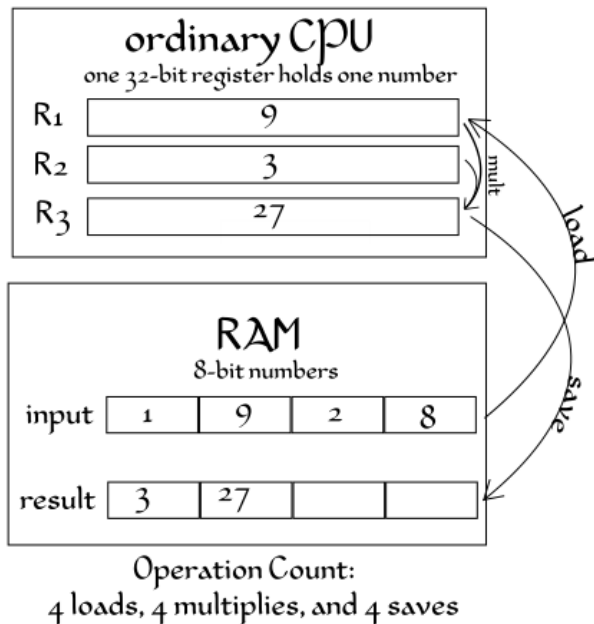 ordinary CPU
one 32-bit register holds one number
R1 9
R2 3
R3 27
mult
load
RAM
8-bit numbers
input 1 9 2 8
save
result 3 27
Operation Count:
4 loads, 4 multiplies, and 4 saves